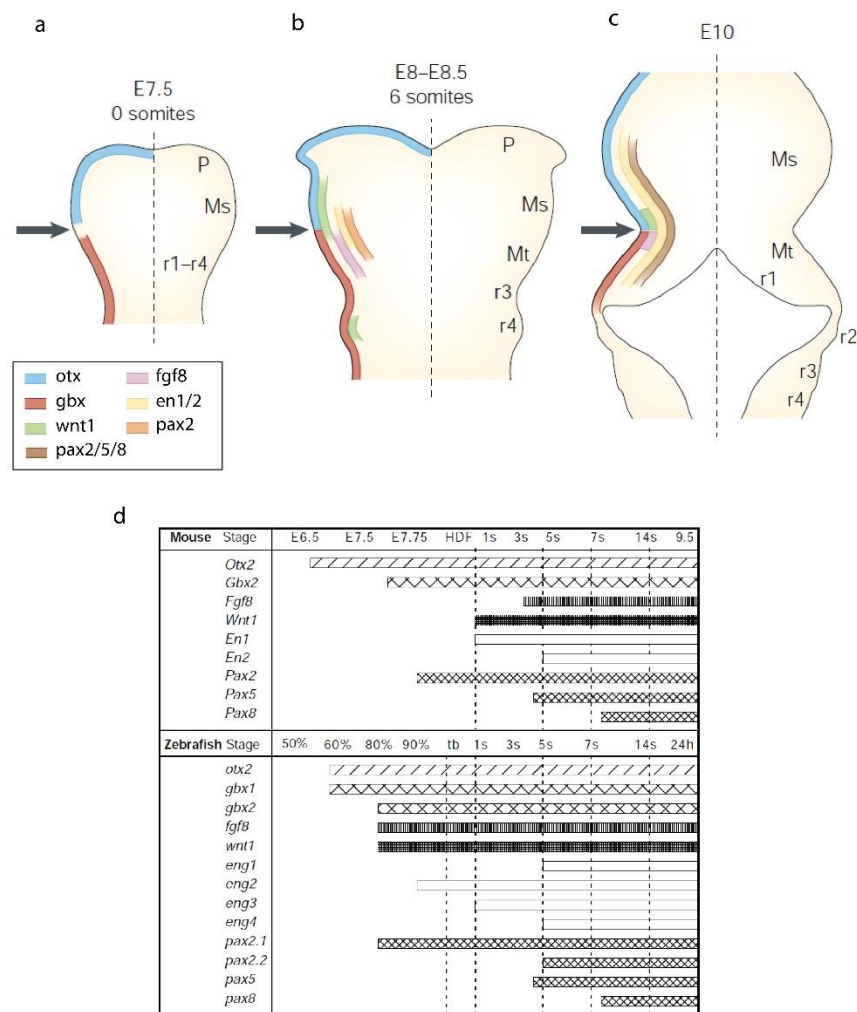 a
E7.5
0 somites
P
Ms
r1–r4
b
E8–E8.5
6 somites
P
Ms
Mt
r3
r4
c
E10
Ms
Mt
r1
r2
r3
r4
otx fgf8
gbx en1/2
wnt1 pax2
pax2/5/8
d
Mouse Stage E6.5 E7.5 E7.75 HDF 1s 3s 5s 7s 14s 9.5
Otx2
Gbx2
Fgf8
Wnt1
En1
En2
Pax2
Pax5
Pax8
Zebrafish Stage 50% 60% 80% 90% tb 1s 3s 5s 7s 14s 24h
otx2
gbx1
gbx2
fgf8
wnt1
eng1
eng2
eng3
eng4
pax2.1
pax2.2
pax5
pax8